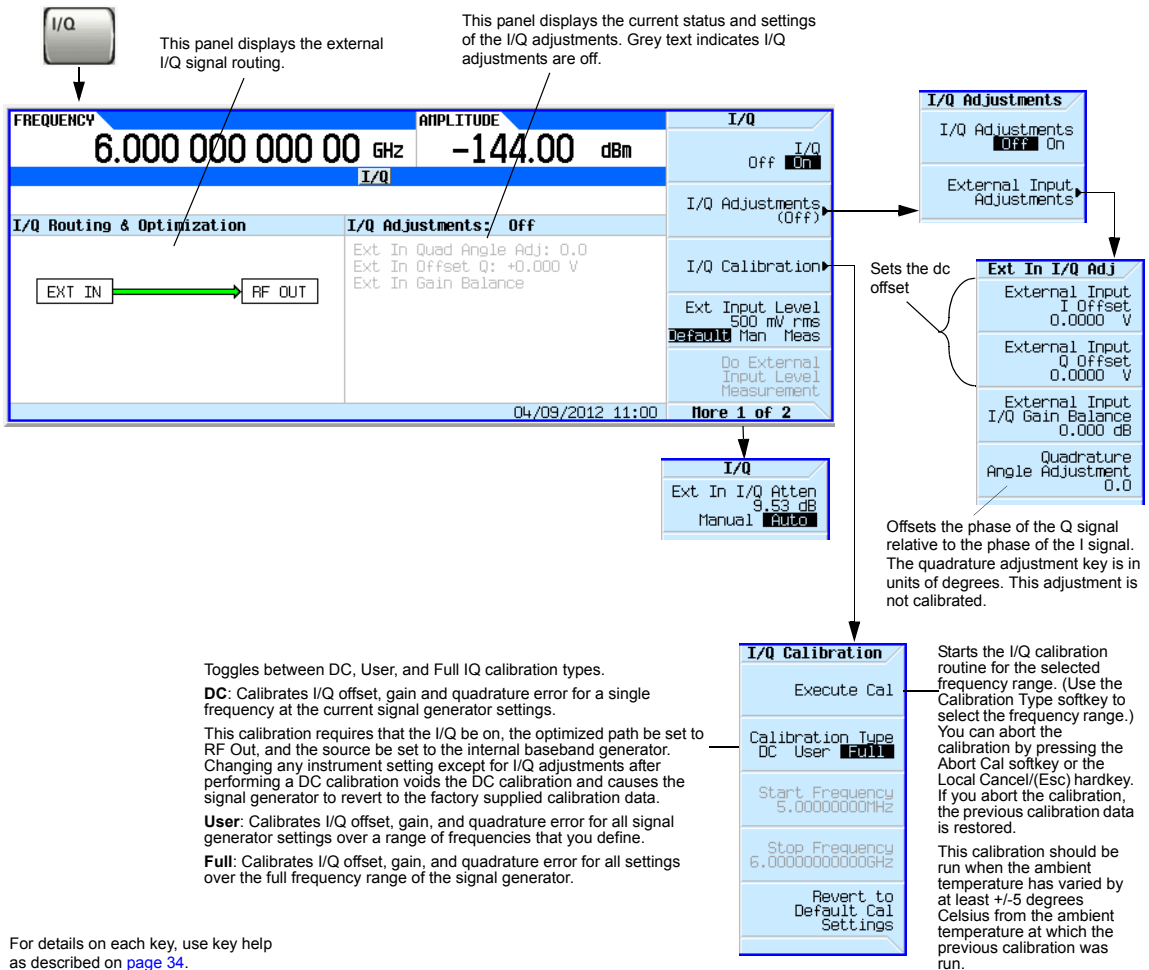 I/Q
This panel displays the external
I/Q signal routing.
This panel displays the current status and settings
of the I/Q adjustments. Grey text indicates I/Q
adjustments are off.
FREQUENCY
6.000 000 000 00 GHz
AMPLITUDE
-144.00 dBm
I/Q
I/Q Routing & Optimization
EXT IN
RF OUT
I/Q Adjustments: Off
Ext In Quad Angle Adj: 0.0
Ext In Offset Q: +0.000 V
Ext In Gain Balance
04/09/2012 11:00
I/Q
I/Q
Off On
I/Q Adjustments
(Off)
I/Q Calibration
Ext Input Level
500 mV rms
Default Man Meas
Do External
Input Level
Measurement
More 1 of 2
I/Q Adjustments
I/Q Adjustments
Off On
External Input
Adjustments
Sets the dc
offset
Ext In I/Q Adj
External Input
I Offset
0.0000 V
External Input
Q Offset
0.0000 V
External Input
I/Q Gain Balance
0.000 dB
Quadrature
Angle Adjustment
0.0
Offsets the phase of the Q signal
relative to the phase of the I signal.
The quadrature adjustment key is in
units of degrees. This adjustment is
not calibrated.
I/Q
Ext In I/Q Atten
9.53 dB
Manual Auto
Toggles between DC, User, and Full IQ calibration types.
DC: Calibrates I/Q offset, gain and quadrature error for a single
frequency at the current signal generator settings.
This calibration requires that the I/Q be on, the optimized path be set to
RF Out, and the source be set to the internal baseband generator.
Changing any instrument setting except for I/Q adjustments after
performing a DC calibration voids the DC calibration and causes the
signal generator to revert to the factory supplied calibration data.
User: Calibrates I/Q offset, gain, and quadrature error for all signal
generator settings over a range of frequencies that you define.
Full: Calibrates I/Q offset, gain, and quadrature error for all settings
over the full frequency range of the signal generator.
I/Q Calibration
Execute Cal
Calibration Type
DC User Full
Start Frequency
5.00000000MHz
Stop Frequency
6.00000000000GHz
Revert to
Default Cal
Settings
Starts the I/Q calibration
routine for the selected
frequency range. (Use the
Calibration Type softkey to
select the frequency range.)
You can abort the
calibration by pressing the
Abort Cal softkey or the
Local Cancel/(Esc) hardkey.
If you abort the calibration,
the previous calibration data
is restored.
This calibration should be
run when the ambient
temperature has varied by
at least +/-5 degrees
Celsius from the ambient
temperature at which the
previous calibration was
run.
For details on each key, use key help
as described on page 34.